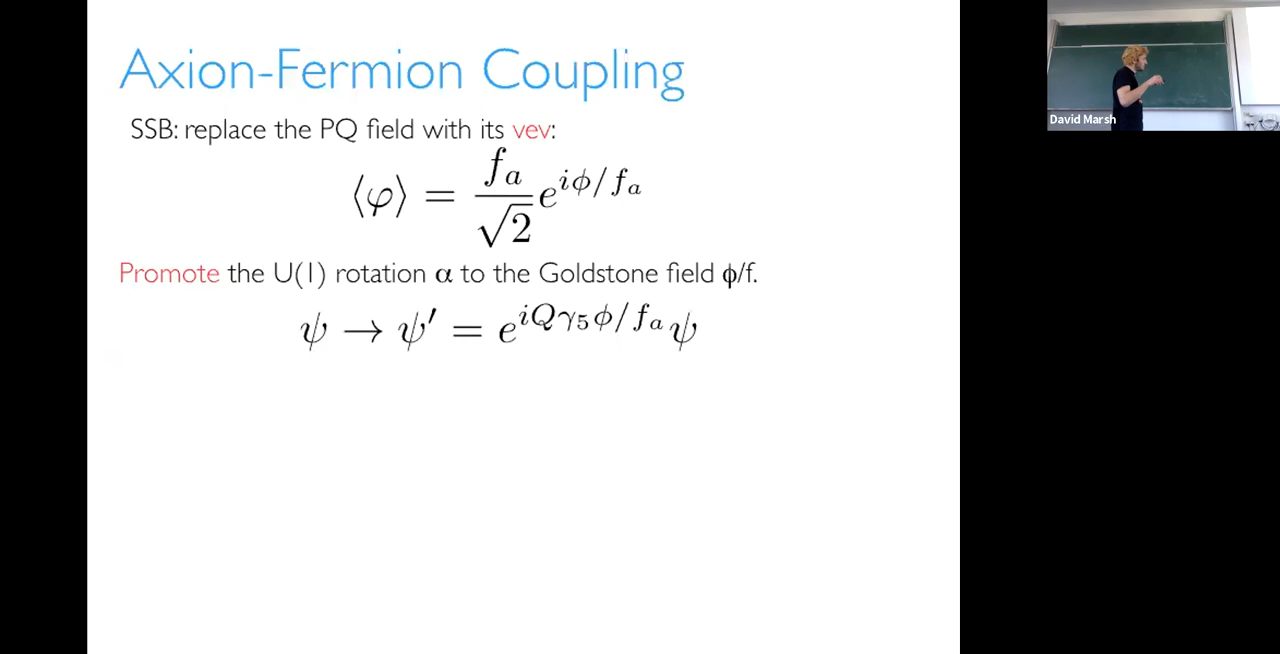 Axion-Fermion Coupling
SSB: replace the PQ field with its vev:
⟨φ⟩ = f_a/√2 e^{iϕ/f_a}
Promote the U(1) rotation α to the Goldstone field ϕ/f.
ψ → ψ′ = e^{iQγ₅ϕ/f_a}ψ
David Marsh